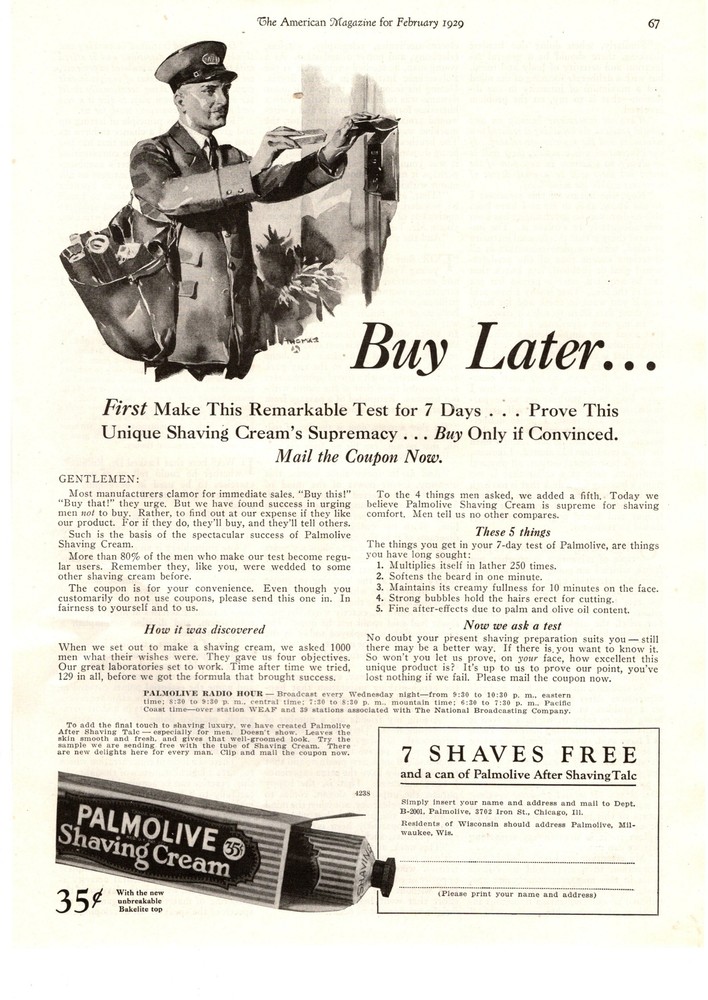 The American Magazine for February 1929
67
THOMAS
Buy Later...
First Make This Remarkable Test for 7 Days . . . Prove This
Unique Shaving Cream's Supremacy . . . Buy Only if Convinced.
Mail the Coupon Now.
GENTLEMEN:
Most manufacturers clamor for immediate sales. "Buy this!"
"Buy that!" they urge. But we have found success in urging
men not to buy. Rather, to find out at our expense if they like
our product. For if they do, they'll buy, and they'll tell others.
Such is the basis of the spectacular success of Palmolive
Shaving Cream.
More than 80% of the men who make our test become regu-
lar users. Remember they, like you, were wedded to some
other shaving cream before.
The coupon is for your convenience. Even though you
customarily do not use coupons, please send this one in. In
fairness to yourself and to us.
How it was discovered
When we set out to make a shaving cream, we asked 1000
men what their wishes were. They gave us four objectives.
Our great laboratories set to work. Time after time we tried,
129 in all, before we got the formula that brought success.
To the 4 things men asked, we added a fifth. Today we
believe Palmolive Shaving Cream is supreme for shaving
comfort. Men tell us no other compares.
These 5 things
The things you get in your 7-day test of Palmolive, are things
you have long sought:
1. Multiplies itself in lather 250 times.
2. Softens the beard in one minute.
3. Maintains its creamy fullness for 10 minutes on the face.
4. Strong bubbles hold the hairs erect for cutting.
5. Fine after-effects due to palm and olive oil content.
Now we ask a test
No doubt your present shaving preparation suits you — still
there may be a better way. If there is you want to know it.
So won't you let us prove, on your face, how excellent this
unique product is? It's up to us to prove our point, you've
lost nothing if we fail. Please mail the coupon now.
PALMOLIVE RADIO HOUR — Broadcast every Wednesday night—from 9:30 to 10:30 p. m., eastern
time; 8:30 to 9:30 p. m., central time; 7:30 to 8:30 p. m., mountain time; 6:30 to 7:30 p. m., Pacific
Coast time—over station WEAF and 39 stations associated with The National Broadcasting Company.
To add the final touch to shaving luxury, we have created Palmolive
After Shaving Talc — especially for men. Doesn't show. Leaves the
skin smooth and fresh, and gives that well-groomed look. Try the
sample we are sending free with the tube of Shaving Cream. There
are new delights here for every man. Clip and mail the coupon now.
4238
PALMOLIVE
Shaving Cream
35¢
35¢
With the new
unbreakable
Bakelite top
7 SHAVES FREE
and a can of Palmolive After Shaving Talc
Simply insert your name and address and mail to Dept.
B-2001, Palmolive, 3702 Iron St., Chicago, Ill.
Residents of Wisconsin should address Palmolive, Mil-
waukee, Wis.
(Please print your name and address)